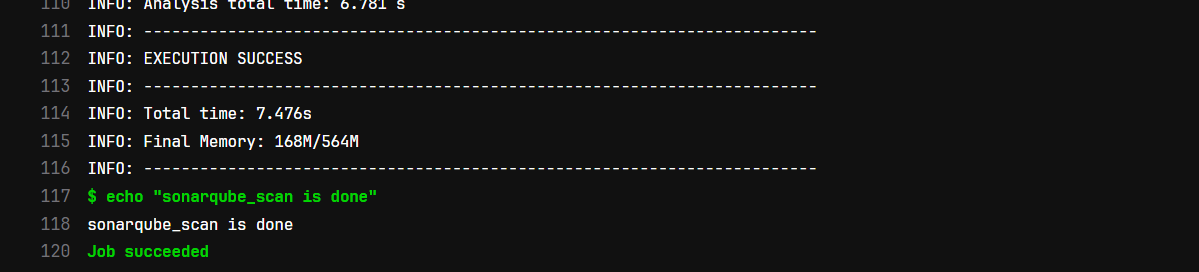 110 INFO: Analysis total time: 6.781 s
111 INFO: ------------------------------------------------------------------------
112 INFO: EXECUTION SUCCESS
113 INFO: ------------------------------------------------------------------------
114 INFO: Total time: 7.476s
115 INFO: Final Memory: 168M/564M
116 INFO: ------------------------------------------------------------------------
117 $ echo "sonarqube_scan is done"
118 sonarqube_scan is done
120 Job succeeded